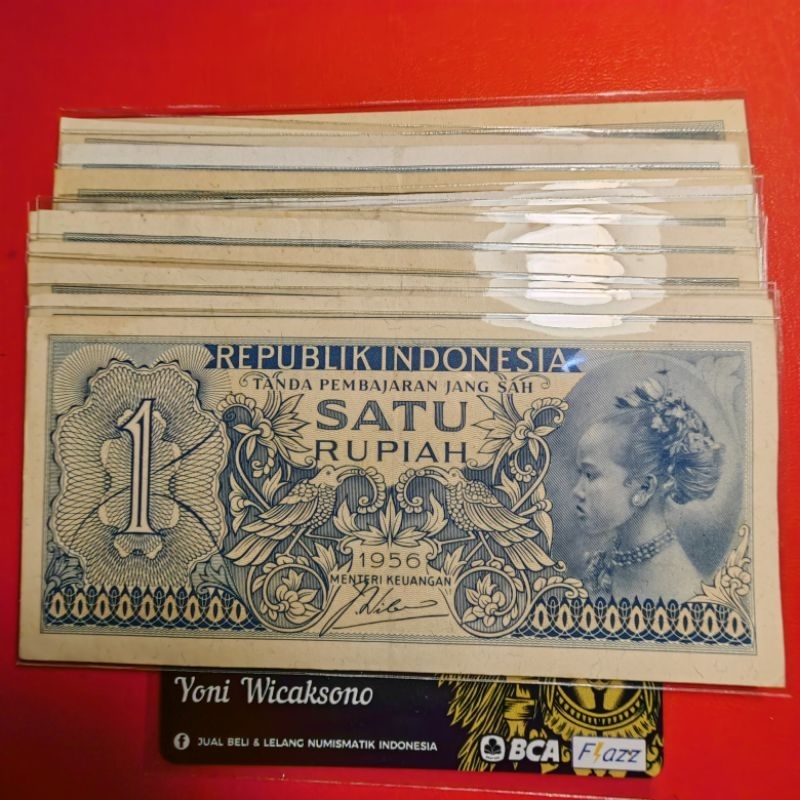 REPUBLIK INDONESIA
TANDA PEMBAJARAN JANG SAH
SATU
RUPIAH
1
1956
MENTERI KEUANGAN
Yoni Wicaksono
f JUAL BELI & LELANG NUMISMATIK INDONESIA
BCA Flazz